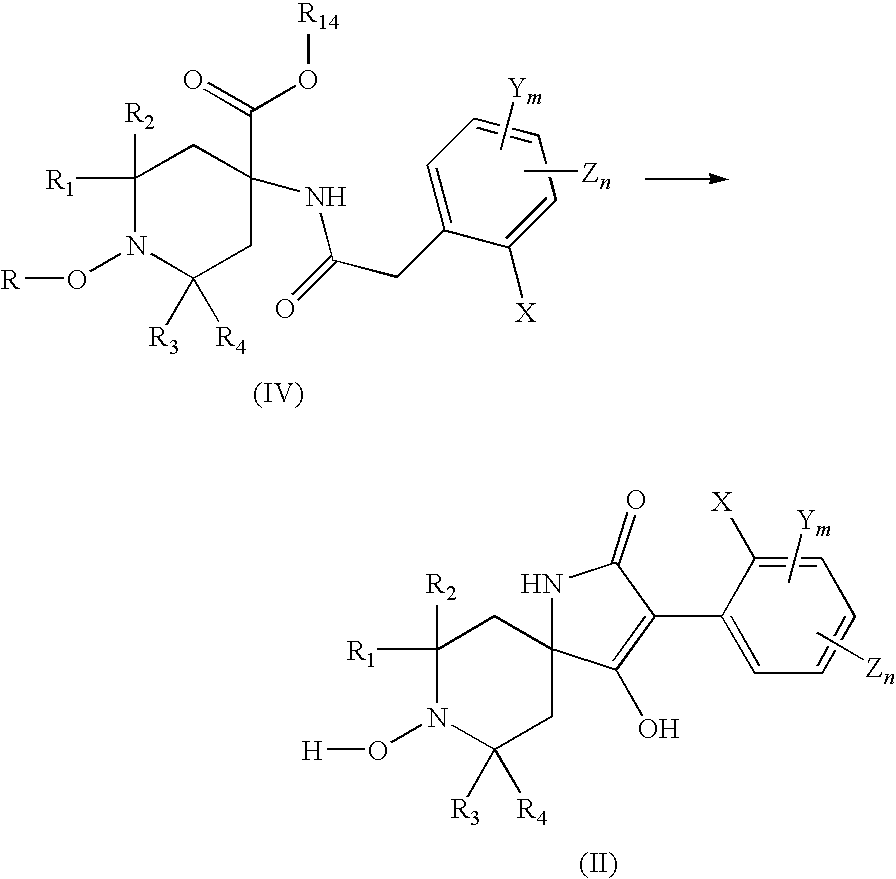 R14
O
O
R2
Ym
R1
NH
Zn
N
R
O
O
X
R3
R4
(IV)
O
X
Ym
HN
R2
R1
Zn
N
OH
H
O
R3
R4
(II)